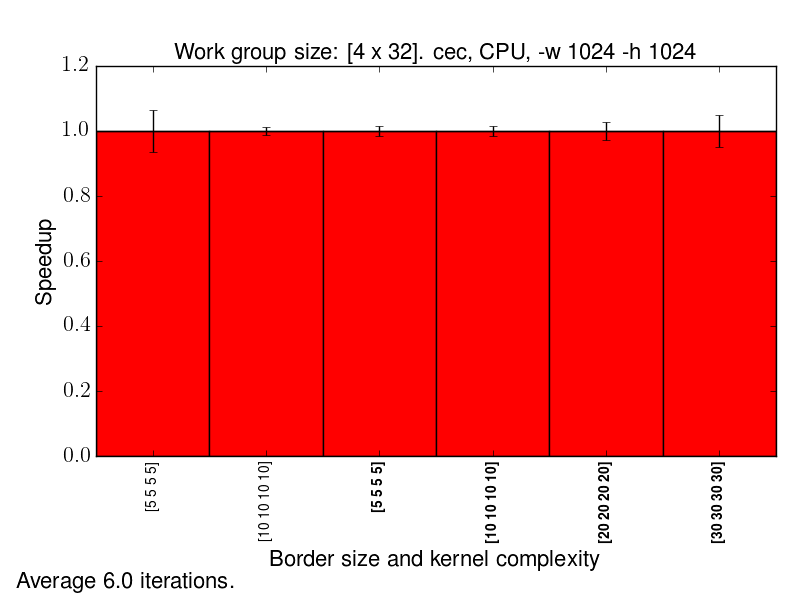 Work group size: [4 x 32]. cec, CPU, -w 1024 -h 1024
1.2
1.0
0.8
0.6
0.4
0.2
0.0
Speedup
[5 5 5 5]
[10 10 10 10]
[5 5 5 5]
[10 10 10 10]
[20 20 20 20]
[30 30 30 30]
Border size and kernel complexity
Average 6.0 iterations.